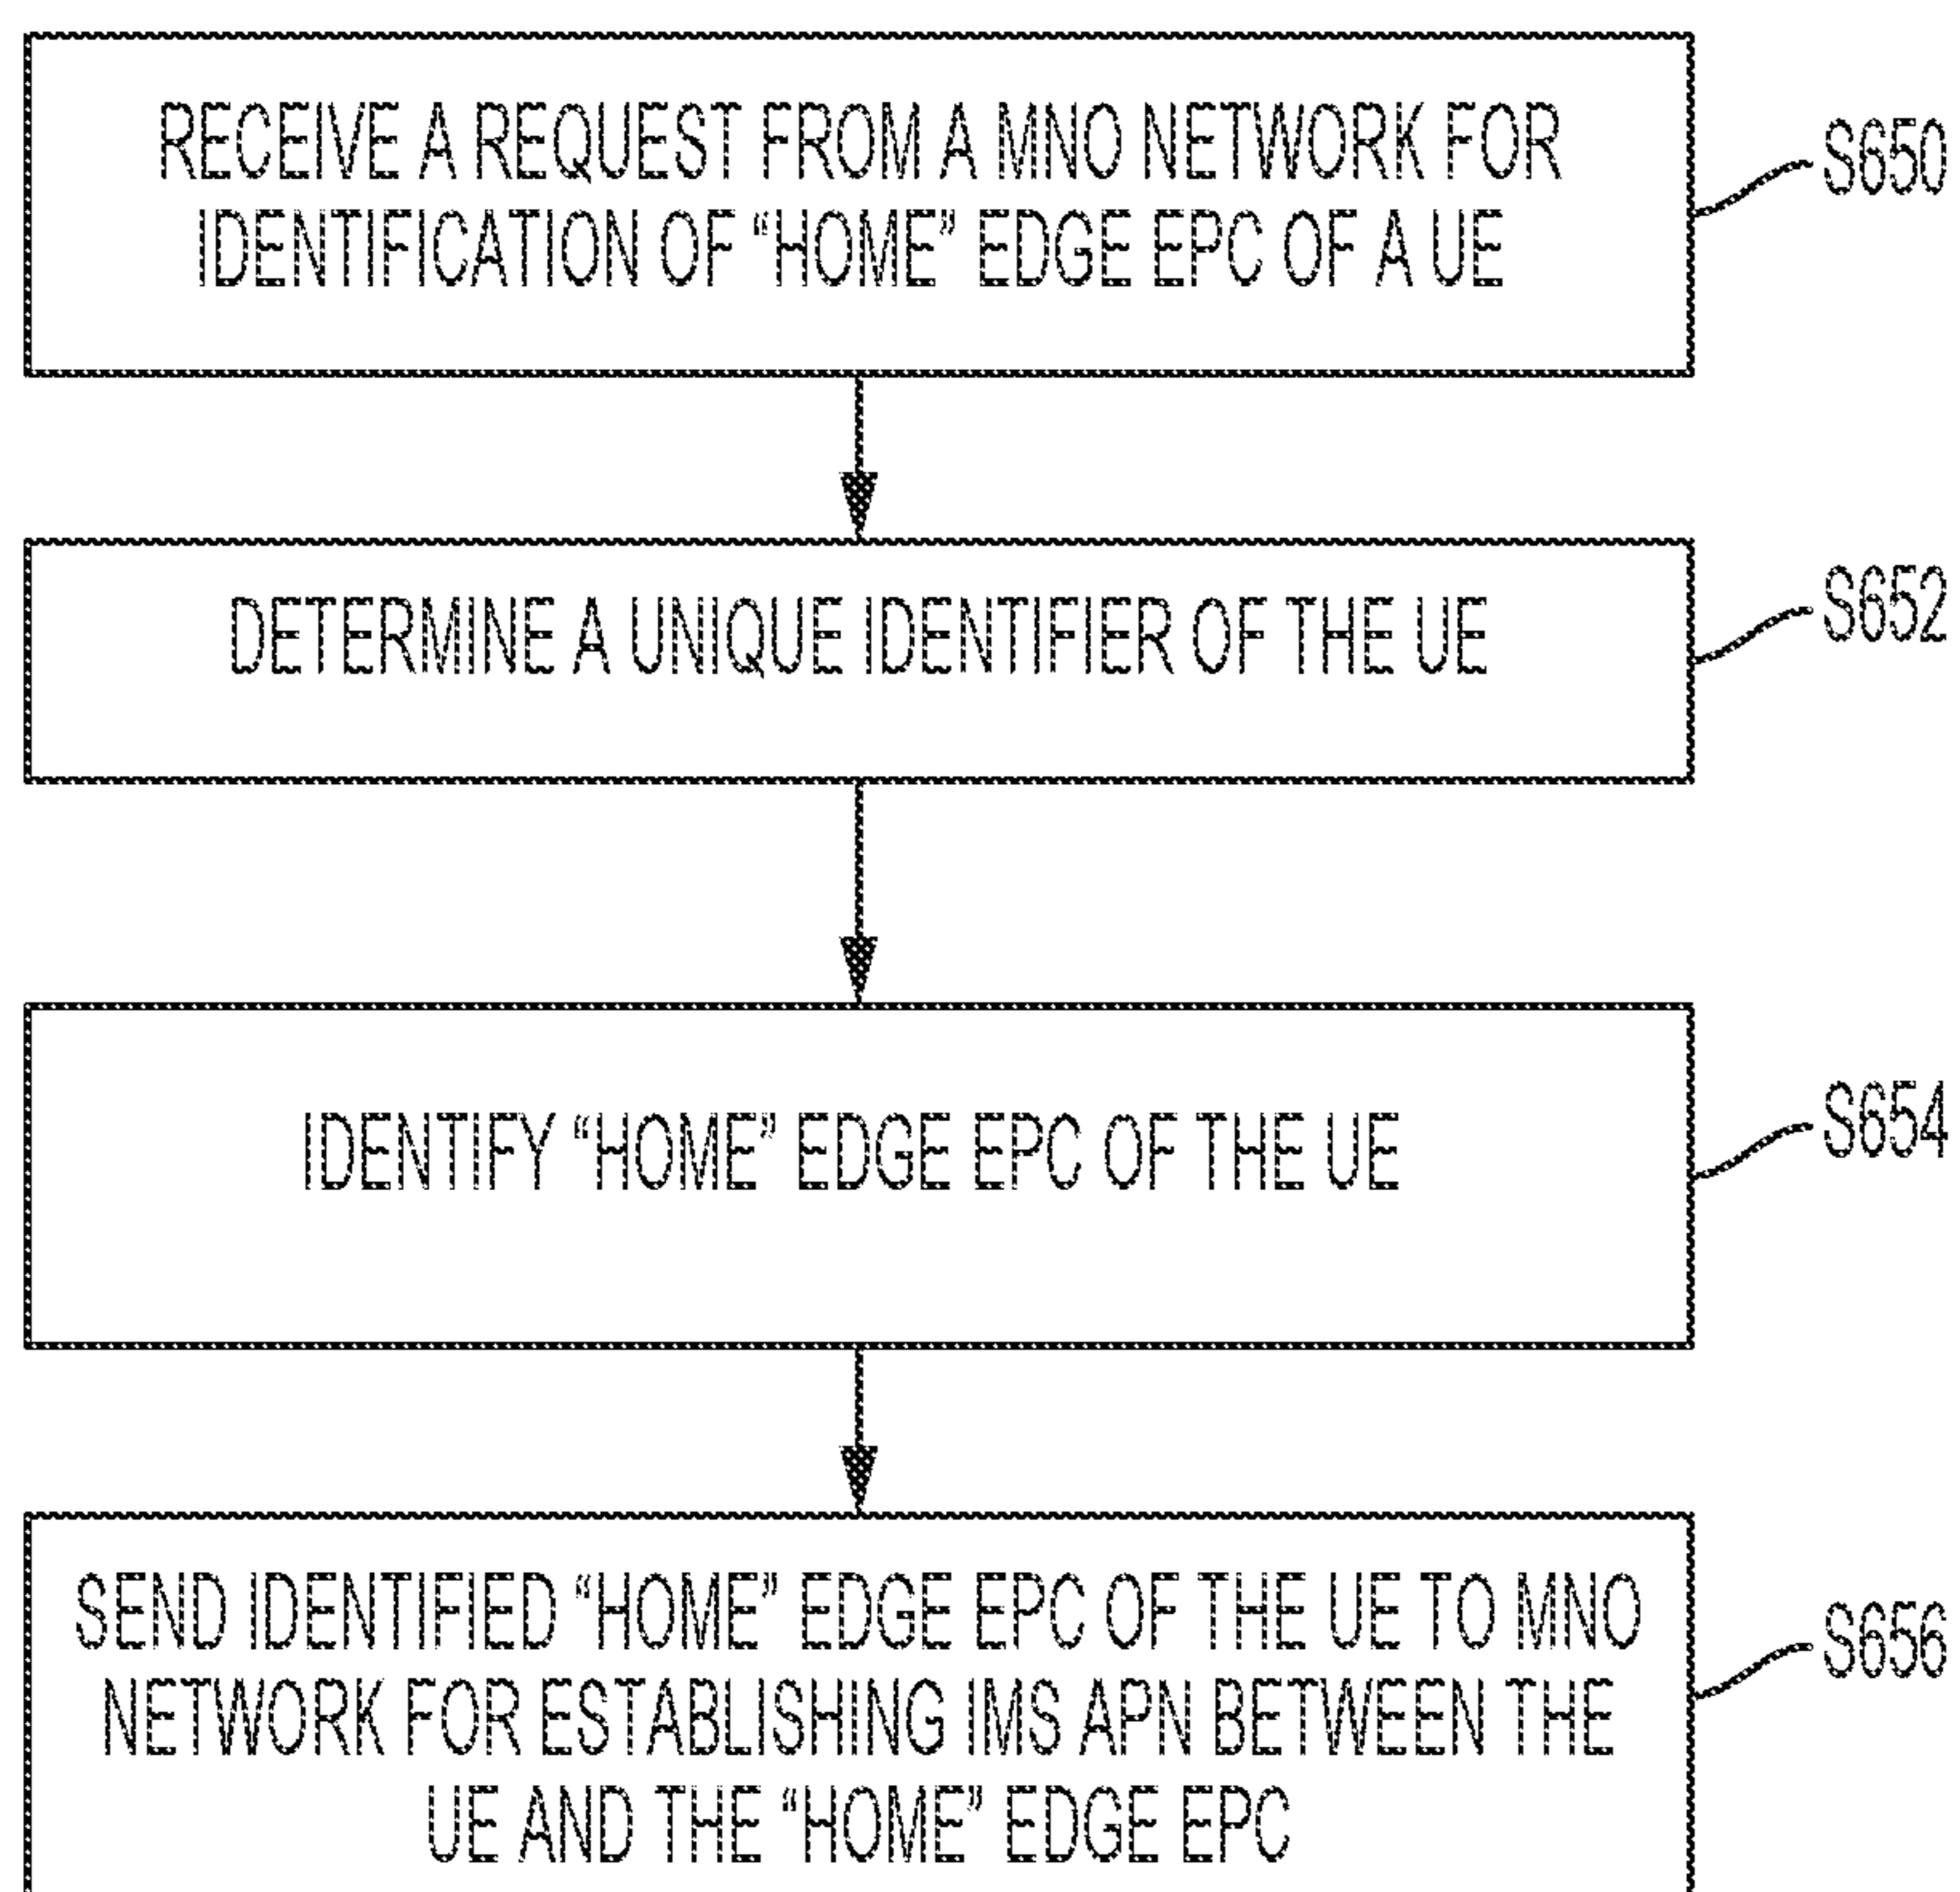 RECEIVE A REQUEST FROM A MNO NETWORK FOR
IDENTIFICATION OF “HOME” EDGE EPC OF A UE
S650
DETERMINE A UNIQUE IDENTIFIER OF THE UE
S652
IDENTIFY “HOME” EDGE EPC OF THE UE
S654
SEND IDENTIFIED “HOME” EDGE EPC OF THE UE TO MNO
NETWORK FOR ESTABLISHING IMS APN BETWEEN THE
UE AND THE “HOME” EDGE EPC
S656